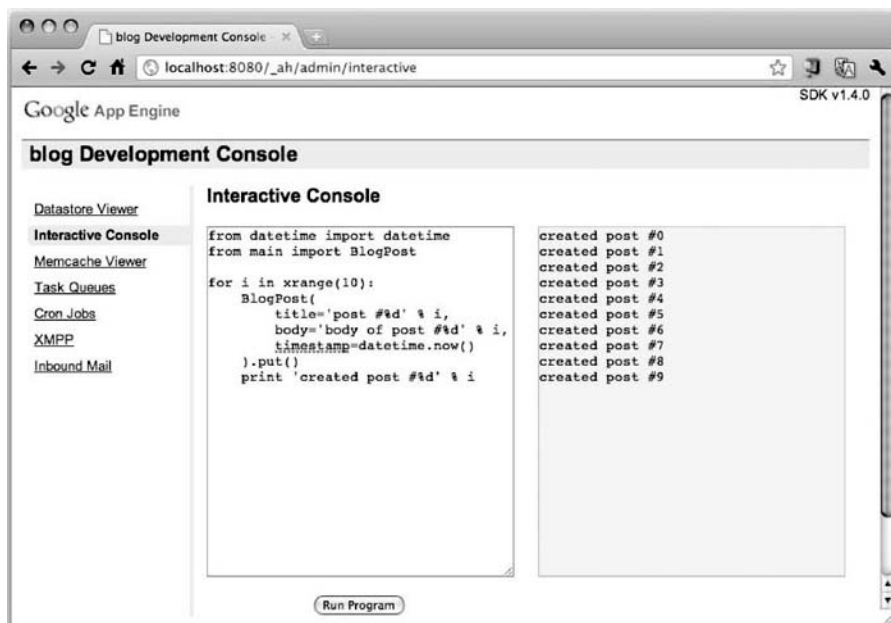 blog Development Console
localhost:8080/_ah/admin/interactive
SDK v1.4.0
Google App Engine
blog Development Console
Datastore Viewer
Interactive Console
Memcache Viewer
Task Queues
Cron Jobs
XMPP
Inbound Mail
Interactive Console
from datetime import datetime
from main import BlogPost
for i in xrange(10):
    BlogPost(
        title='post #%d' % i,
        body='body of post #%d' % i,
        timestamp=datetime.now()
    ).put()
    print 'created post #%d' % i
created post #0
created post #1
created post #2
created post #3
created post #4
created post #5
created post #6
created post #7
created post #8
created post #9
Run Program